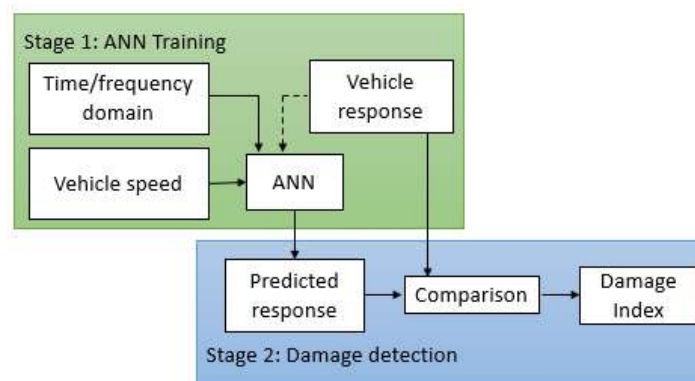 Stage 1: ANN Training
Time/frequency
domain
Vehicle
response
Vehicle speed
ANN
Predicted
response
Comparison
Damage
Index
Stage 2: Damage detection